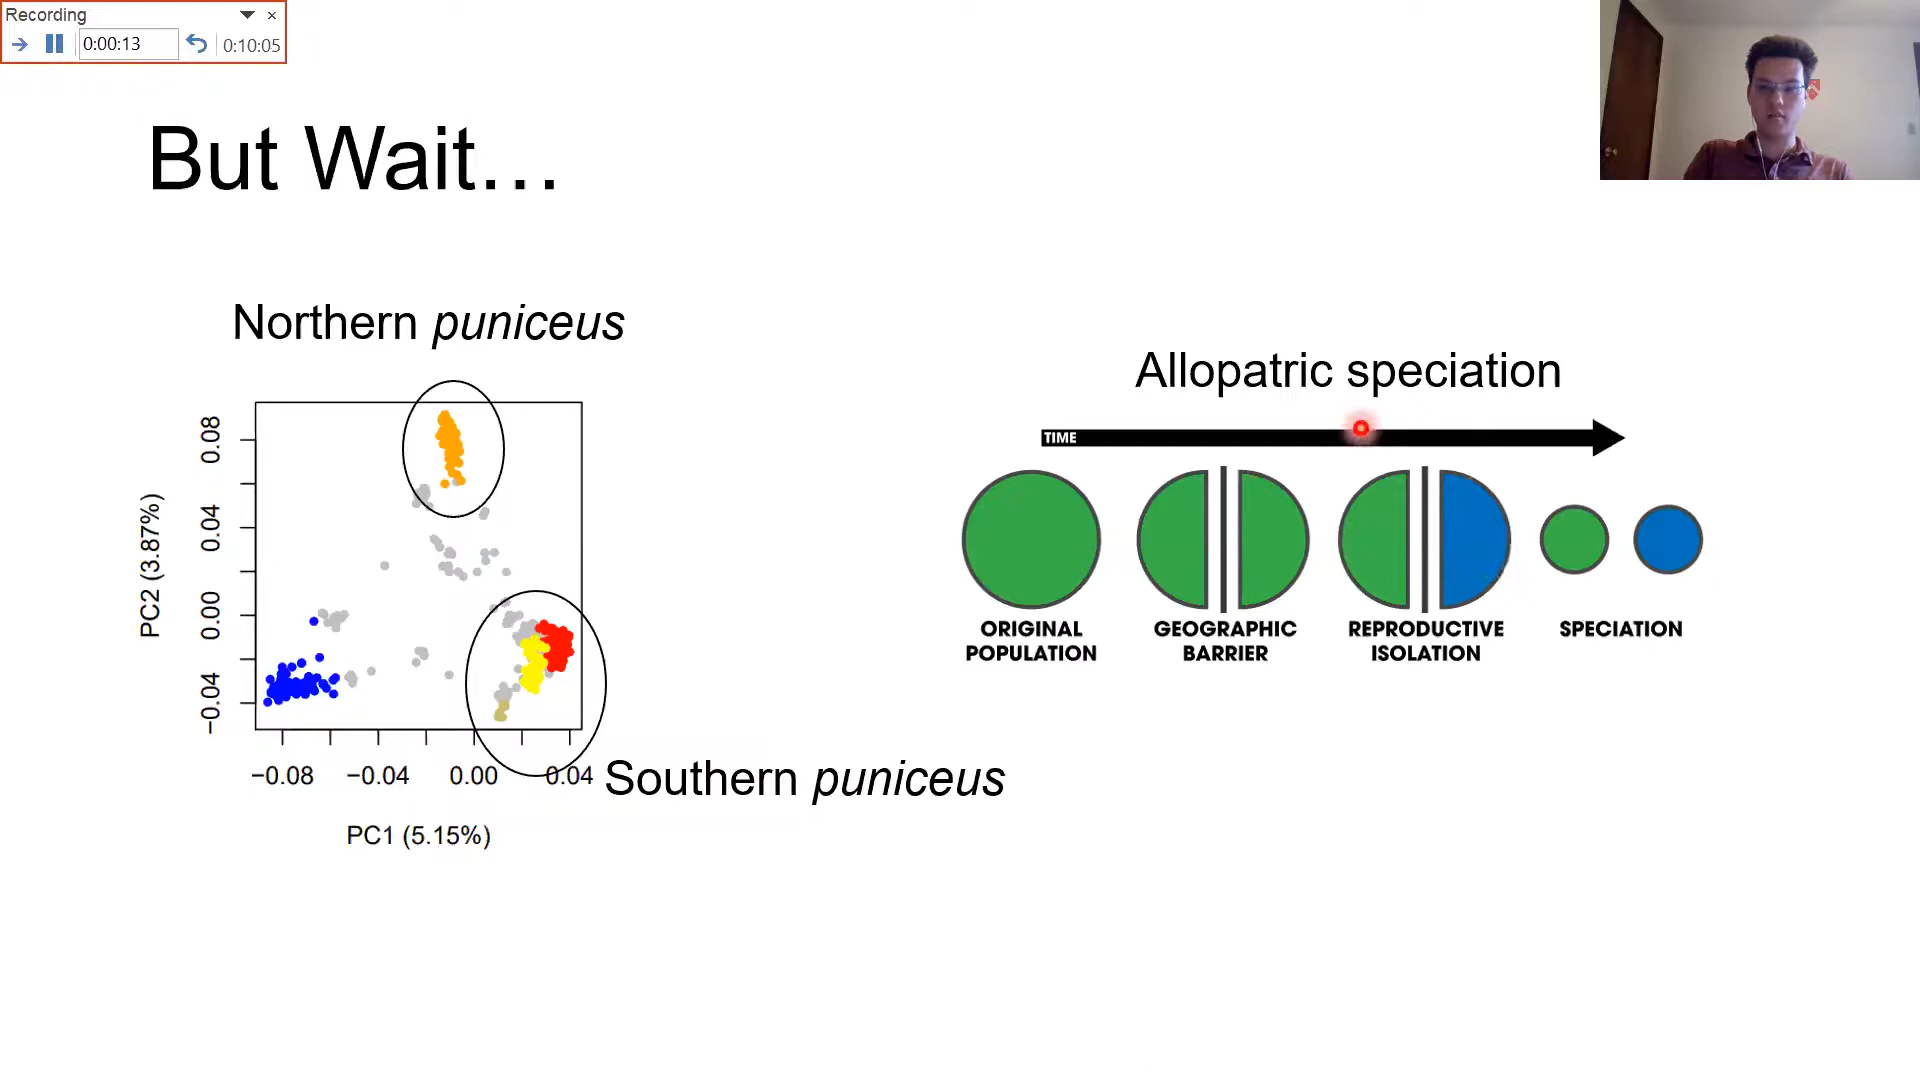 Recording
0:00:13
0:10:05
But Wait…
Northern puniceus
0.08
0.04
0.00
−0.04
PC2 (3.87%)
−0.08
−0.04
0.00
0.04
PC1 (5.15%)
Southern puniceus
Allopatric speciation
TIME
ORIGINAL
POPULATION
GEOGRAPHIC
BARRIER
REPRODUCTIVE
ISOLATION
SPECIATION